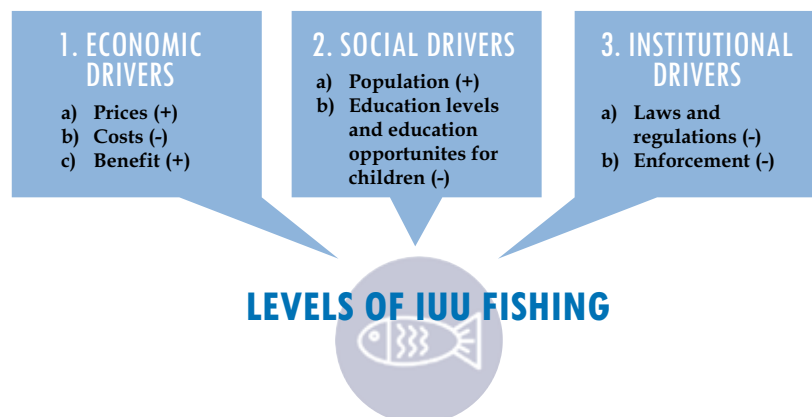 1. ECONOMIC
DRIVERS
a) Prices (+)
b) Costs (-)
c) Benefit (+)
2. SOCIAL DRIVERS
a) Population (+)
b) Education levels
and education
opportunites for
children (-)
3. INSTITUTIONAL
DRIVERS
a) Laws and
regulations (-)
b) Enforcement (-)
LEVELS OF IUU FISHING